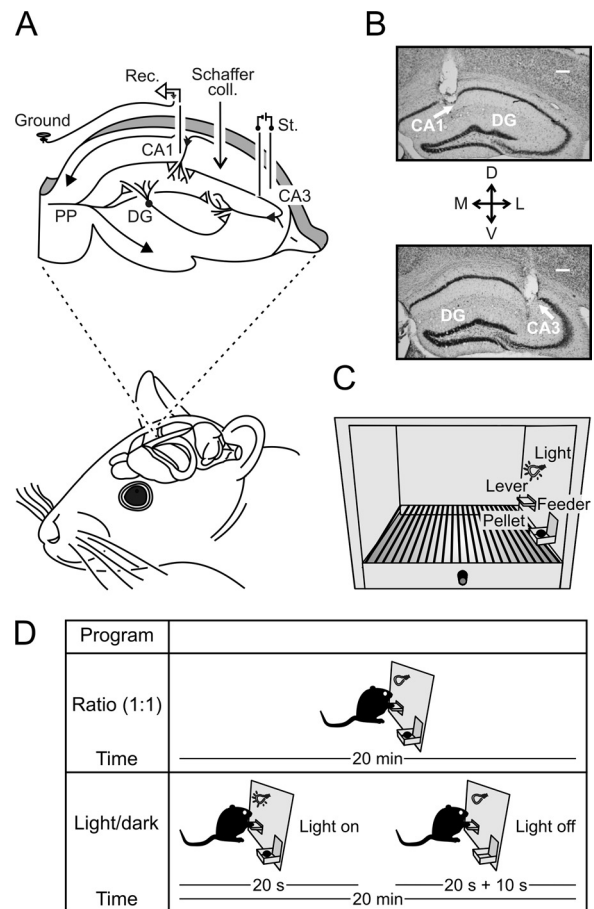 A
Rec.
Schaffer
coll.
Ground
St.
CA1
CA3
PP
DG
B
CA1
DG
D
M
L
V
DG
CA3
C
Light
Lever
Feeder
Pellet
D
Program
Ratio (1:1)
Time
20 min
Light/dark
Light on
Light off
20 s
20 s + 10 s
Time
20 min